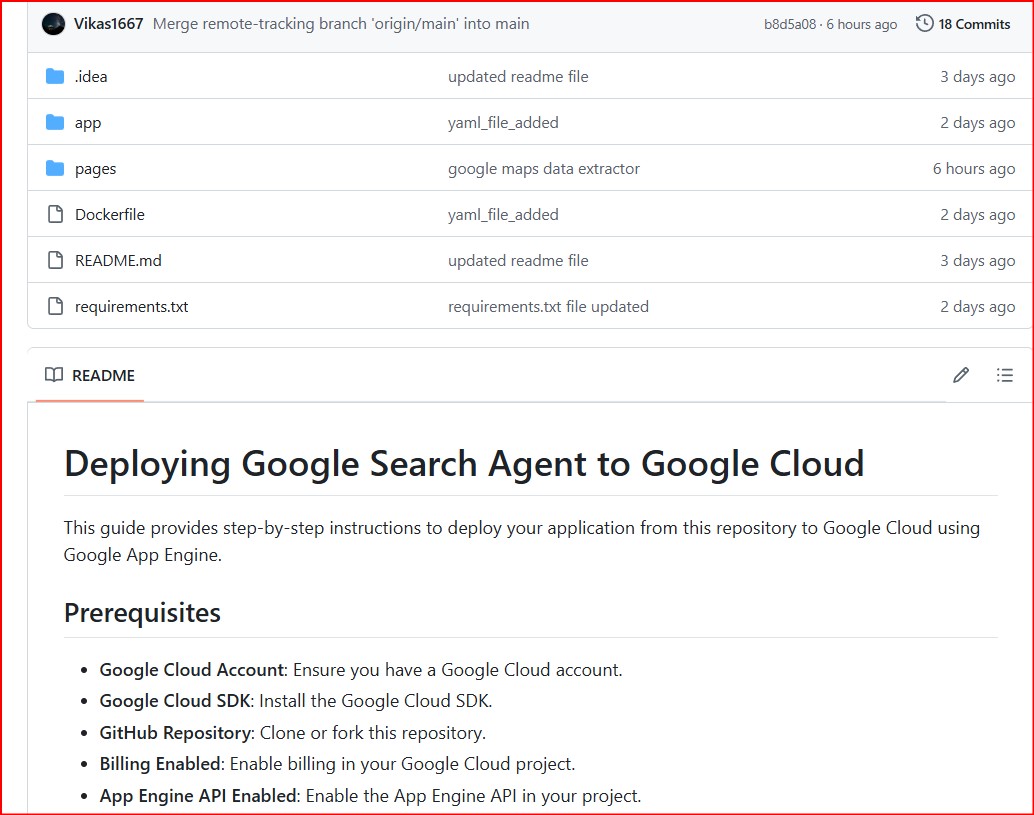 Vikas1667 Merge remote-tracking branch 'origin/main' into main b8d5a08 · 6 hours ago 18 Commits
.idea updated readme file 3 days ago
app yaml_file_added 2 days ago
pages google maps data extractor 6 hours ago
Dockerfile yaml_file_added 2 days ago
README.md updated readme file 3 days ago
requirements.txt requirements.txt file updated 2 days ago
README
Deploying Google Search Agent to Google Cloud
This guide provides step-by-step instructions to deploy your application from this repository to Google Cloud using
Google App Engine.
Prerequisites
• Google Cloud Account: Ensure you have a Google Cloud account.
• Google Cloud SDK: Install the Google Cloud SDK.
• GitHub Repository: Clone or fork this repository.
• Billing Enabled: Enable billing in your Google Cloud project.
• App Engine API Enabled: Enable the App Engine API in your project.